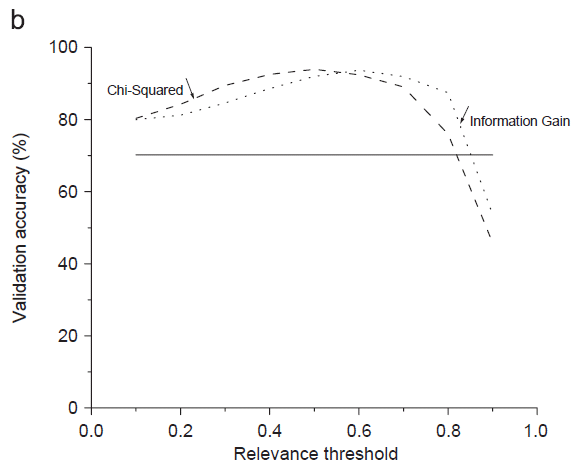 b
100
80
60
40
20
0
Validation accuracy (%)
Chi-Squared
Information Gain
0.0 0.2 0.4 0.6 0.8 1.0
Relevance threshold